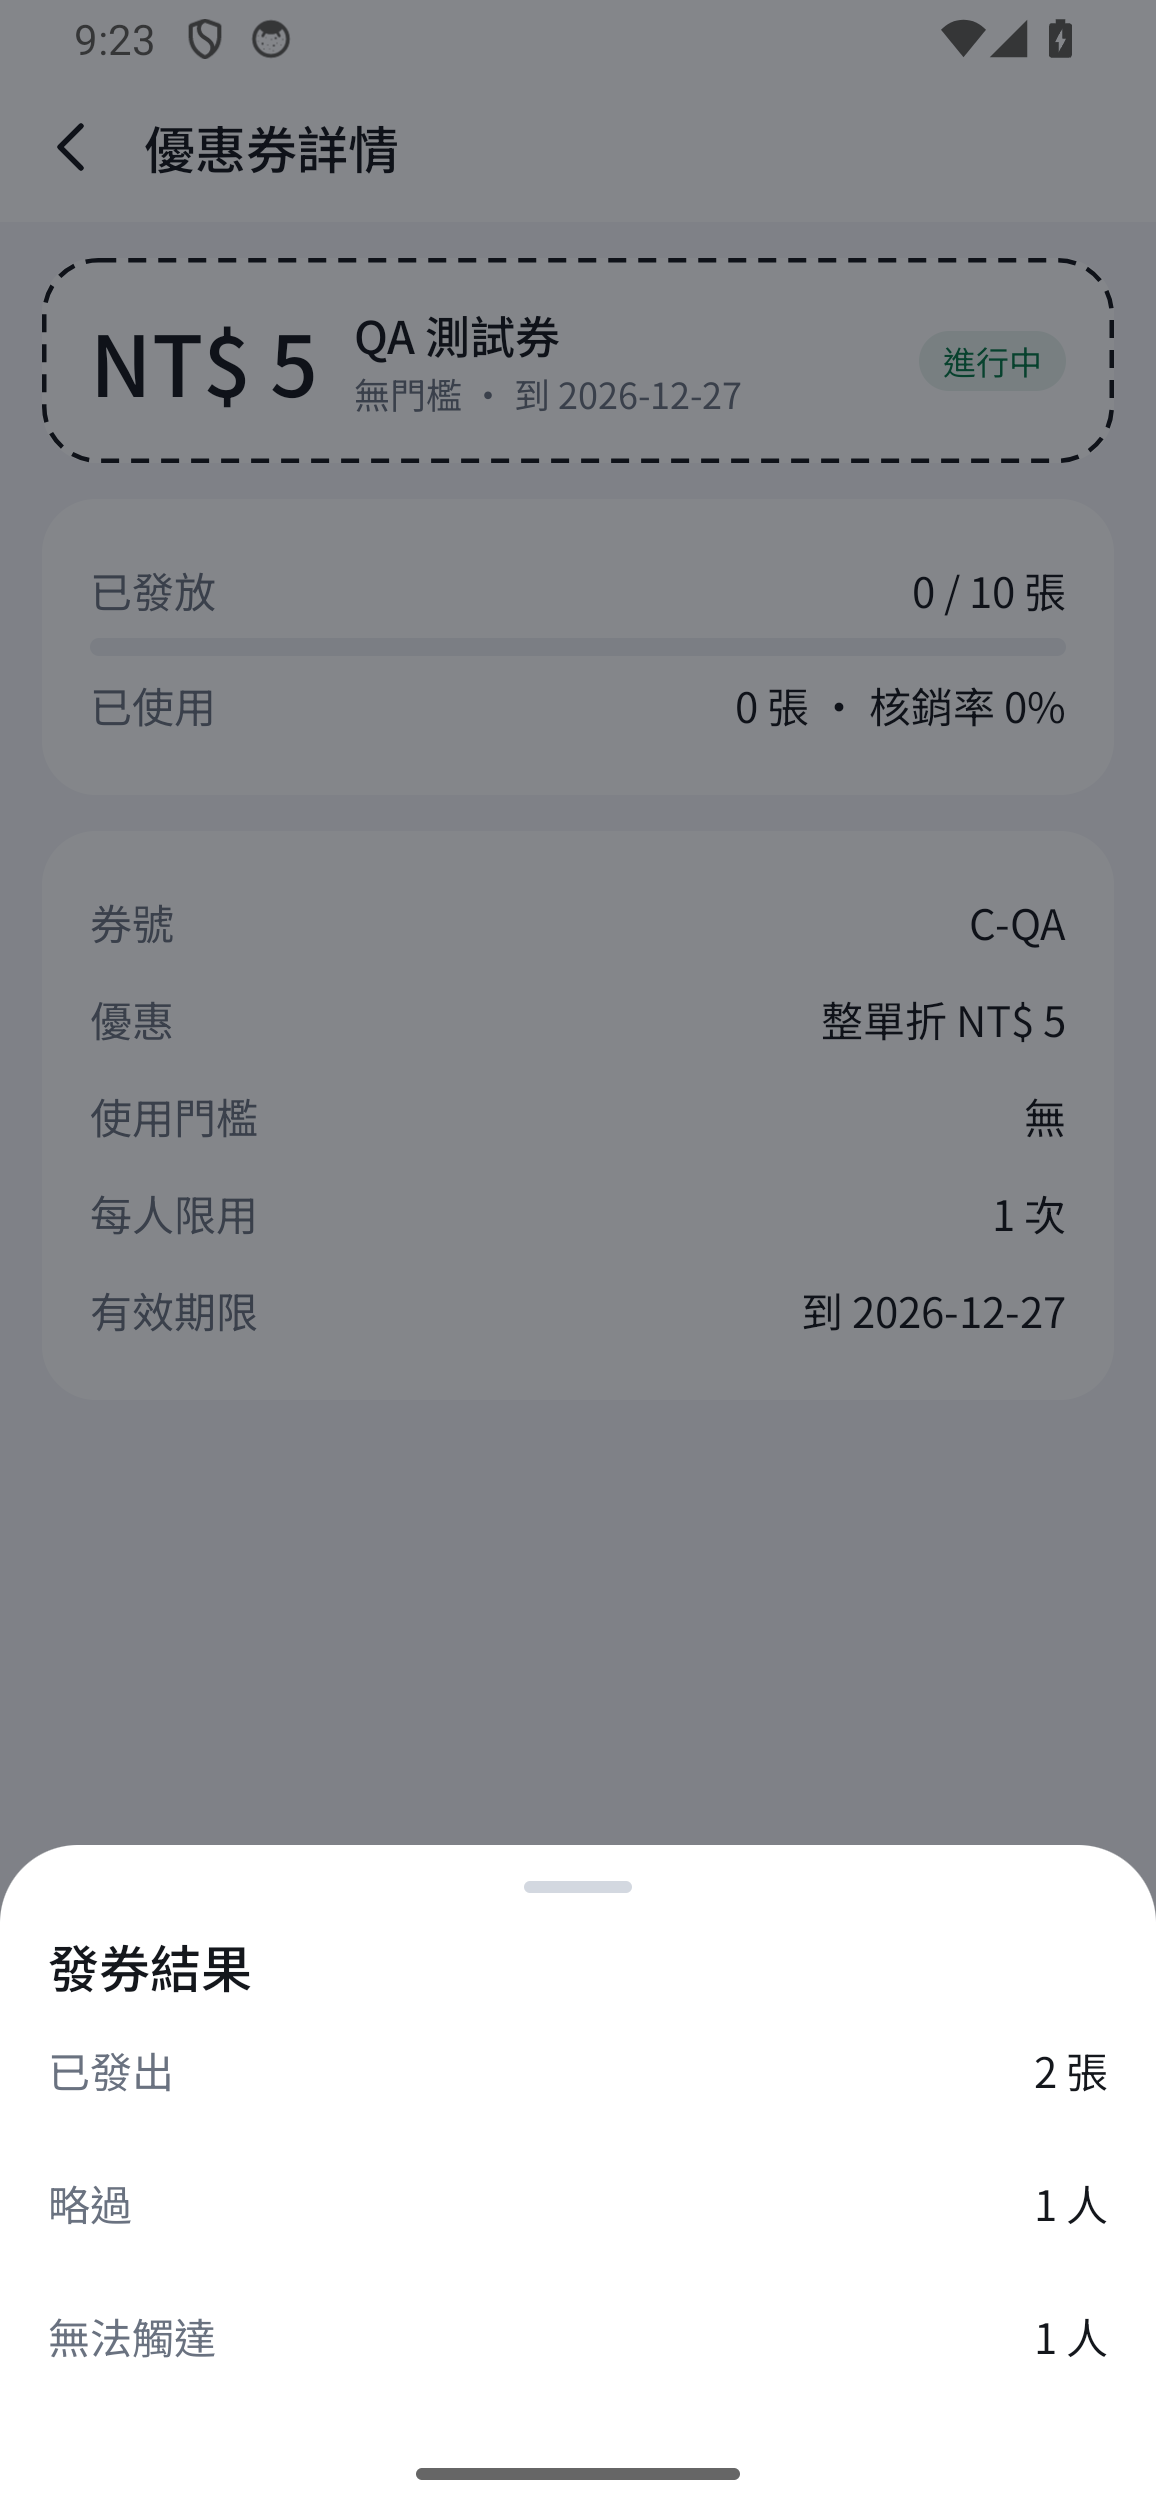 9:23
優惠券詳情
NT$ 5
QA 測試券
無門檻 · 到 2026-12-27
進行中
已發放
0 / 10 張
已使用
0 張 · 核銷率 0%
券號
C-QA
優惠
整單折 NT$ 5
使用門檻
無
每人限用
1 次
有效期限
到 2026-12-27
發券結果
已發出
2 張
略過
1 人
無法觸達
1 人